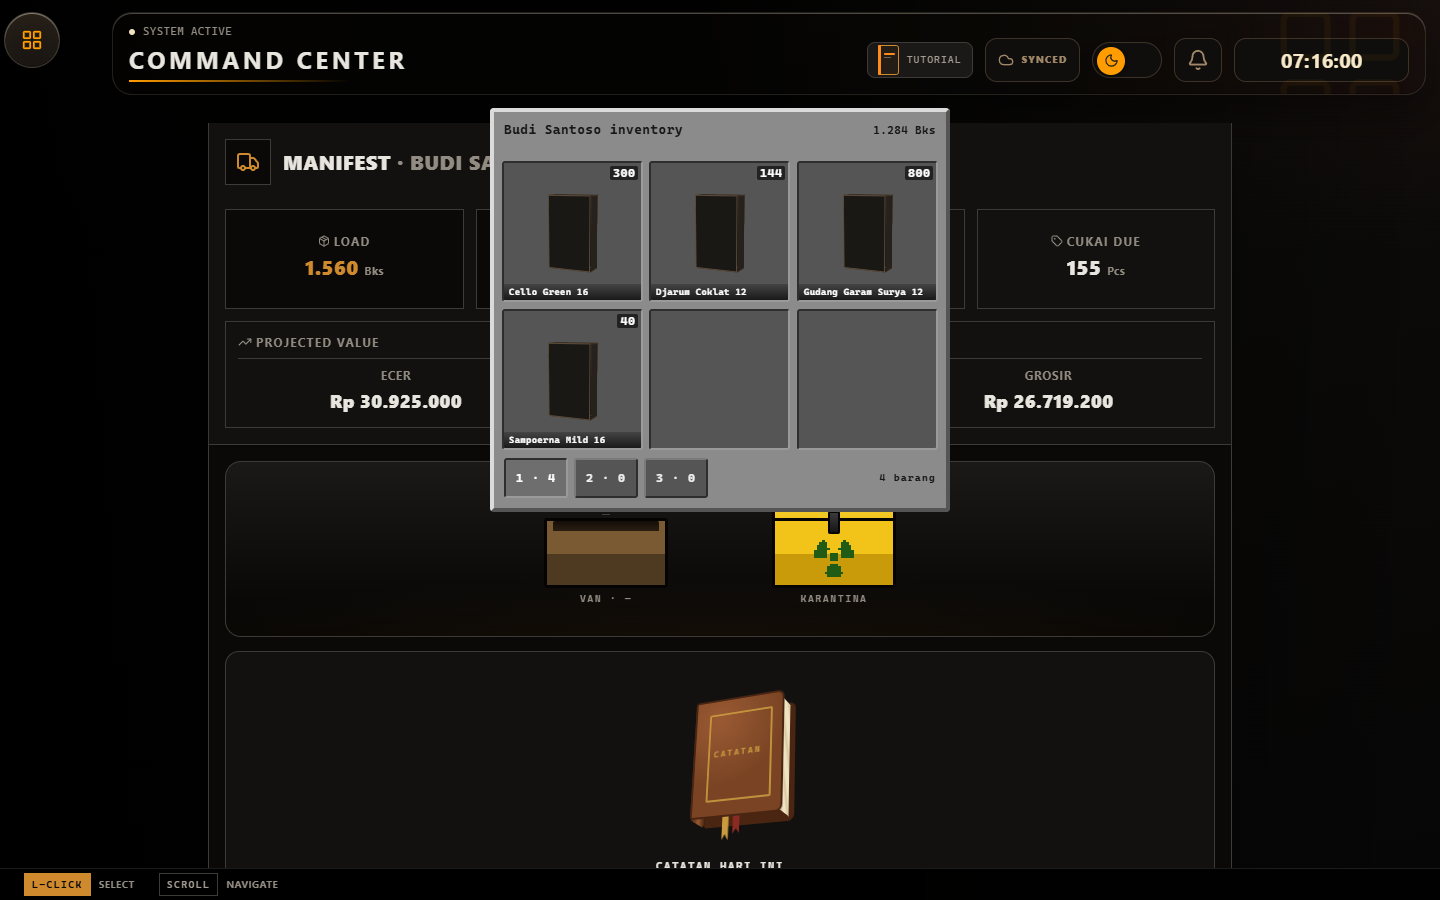 SYSTEM ACTIVE
COMMAND CENTER
TUTORIAL
SYNCED
07:16:00
MANIFEST · BUDI SA
Budi Santoso inventory
1.284 Bks
300
144
800
Cello Green 16
Djarum Coklat 12
Gudang Garam Surya 12
40
Sampoerna Mild 16
1 · 4
2 · 0
3 · 0
4 barang
LOAD
1.560 Bks
CUKAI DUE
155 Pcs
PROJECTED VALUE
ECER
Rp 30.925.000
GROSIR
Rp 26.719.200
VAN · —
KARANTINA
CATATAN
CATATAN HARI INI
L-CLICK SELECT
SCROLL NAVIGATE